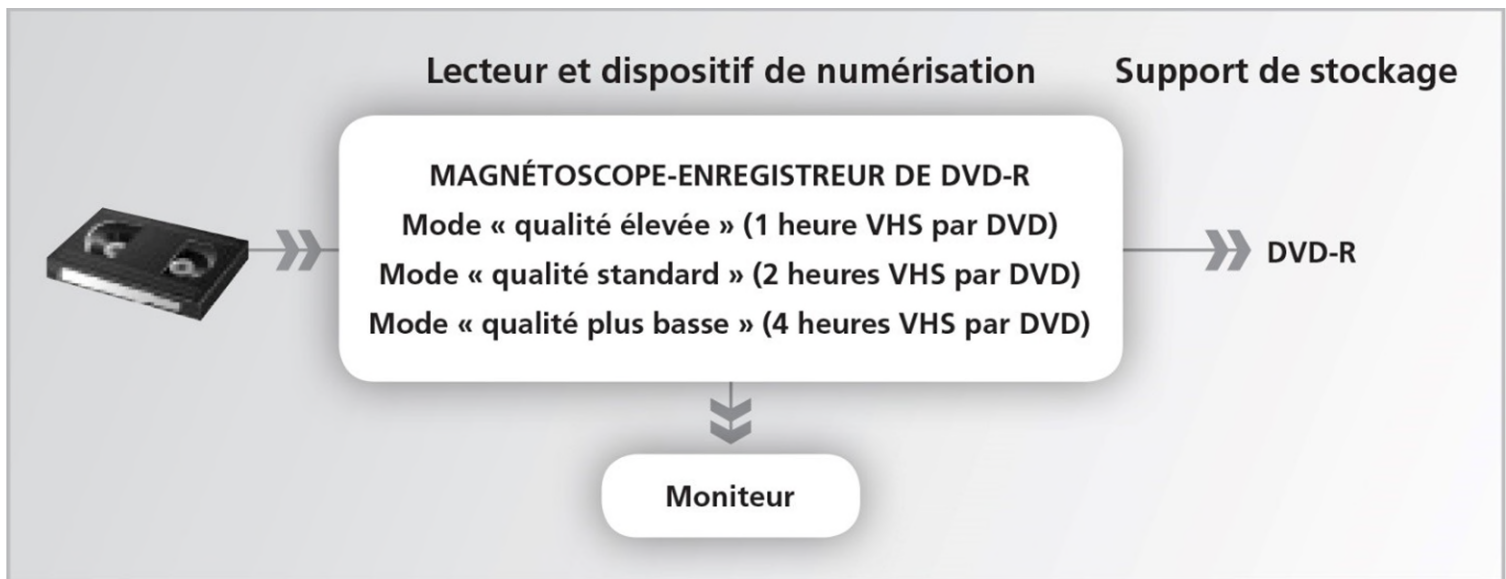 Lecteur et dispositif de numérisation
Support de stockage
MAGNÉTOSCOPE-ENREGISTREUR DE DVD-R
Mode « qualité élevée » (1 heure VHS par DVD)
Mode « qualité standard » (2 heures VHS par DVD)
Mode « qualité plus basse » (4 heures VHS par DVD)
DVD-R
Moniteur